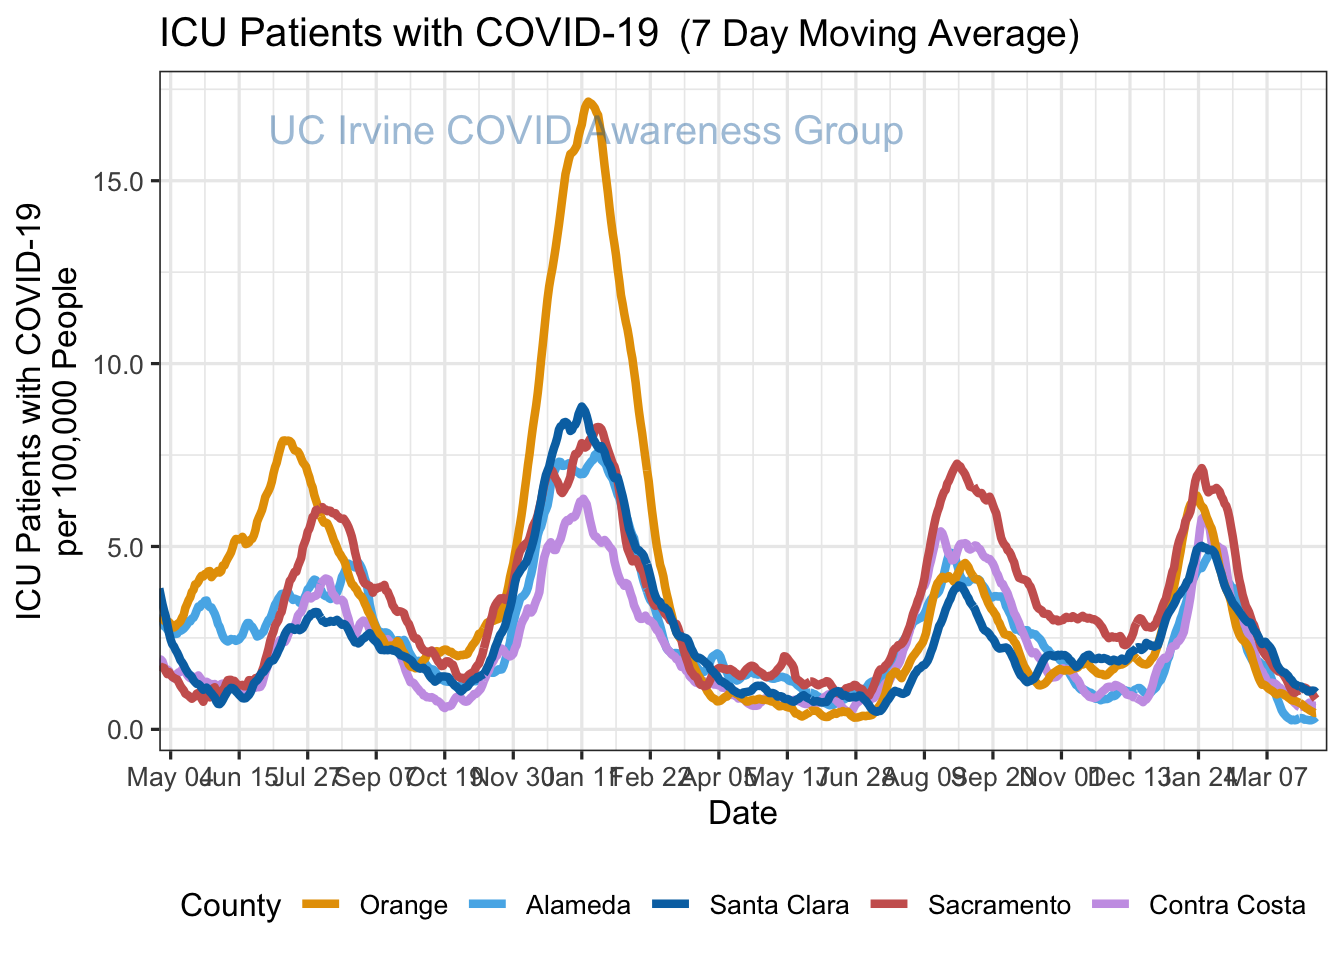 ICU Patients with COVID-19 (7 Day Moving Average)
UC Irvine COVID Awareness Group
ICU Patients with COVID-19
per 100,000 People
15.0
10.0
5.0
0.0
May 04 Jun 15 Jul 27 Sep 07 Oct 19 Nov 30 Jan 11 Feb 22 Apr 05 May 17 Jun 28 Aug 09 Sep 20 Nov 01 Dec 13 Jan 24 Mar 07
Date
County Orange Alameda Santa Clara Sacramento Contra Costa